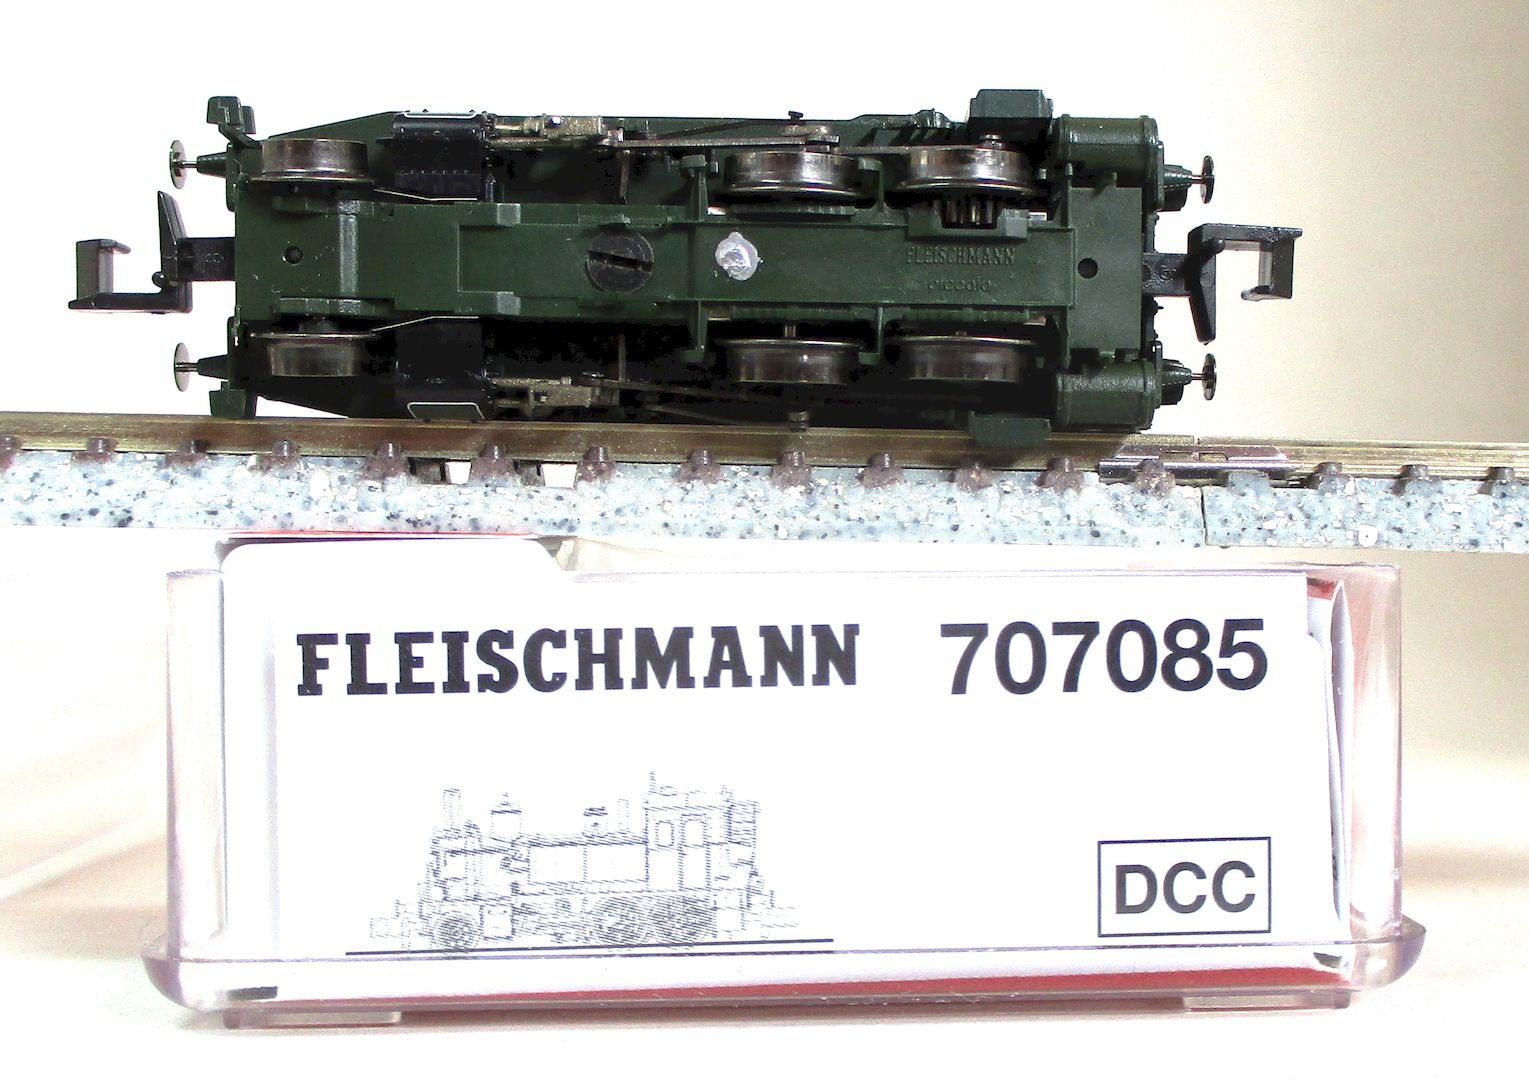 FLEISCHMANN
piccolo
FLEISCHMANN 707085
DCC